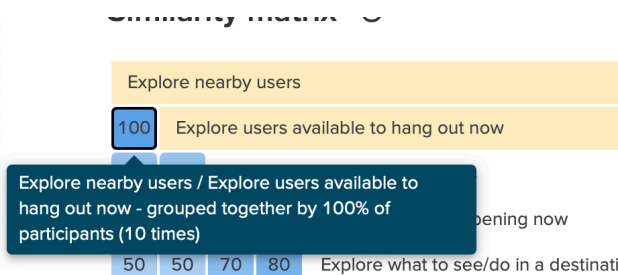 Similarity matrix
Explore nearby users
100 Explore users available to hang out now
Explore nearby users / Explore users available to
hang out now - grouped together by 100% of
participants (10 times)
pening now
50 50 70 80 Explore what to see/do in a destinati